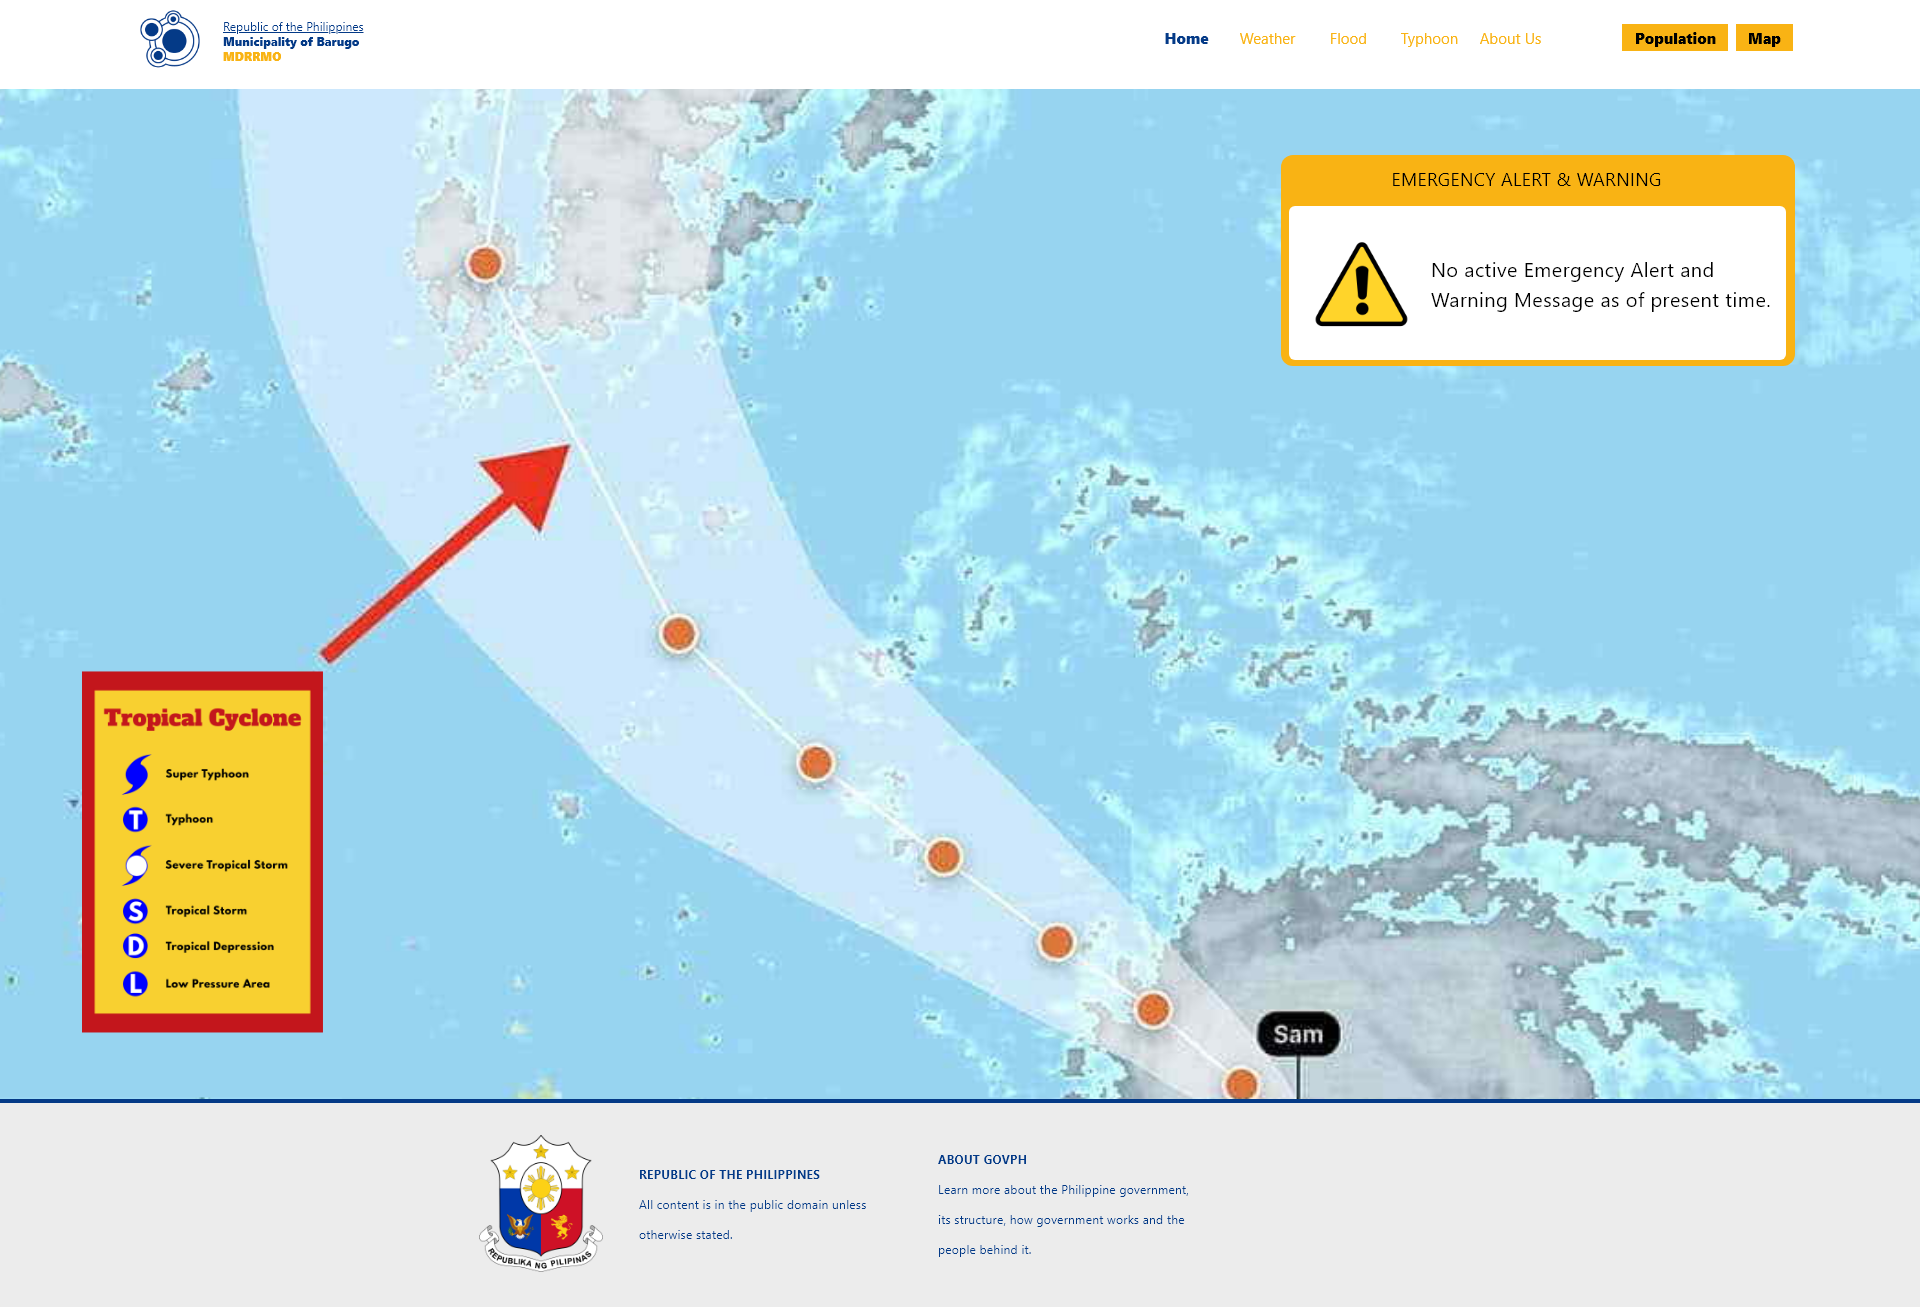 Republic of the Philippines
Municipality of Barugo
MDRRMO
Home
Weather
Flood
Typhoon
About Us
Population
Map
EMERGENCY ALERT & WARNING
No active Emergency Alert and
Warning Message as of present time.
Tropical Cyclone
Super Typhoon
T Typhoon
Severe Tropical Storm
S Tropical Storm
D Tropical Depression
L Low Pressure Area
Sam
REPUBLIKA NG PILIPINAS
REPUBLIC OF THE PHILIPPINES
All content is in the public domain unless
otherwise stated.
ABOUT GOVPH
Learn more about the Philippine government,
its structure, how government works and the
people behind it.